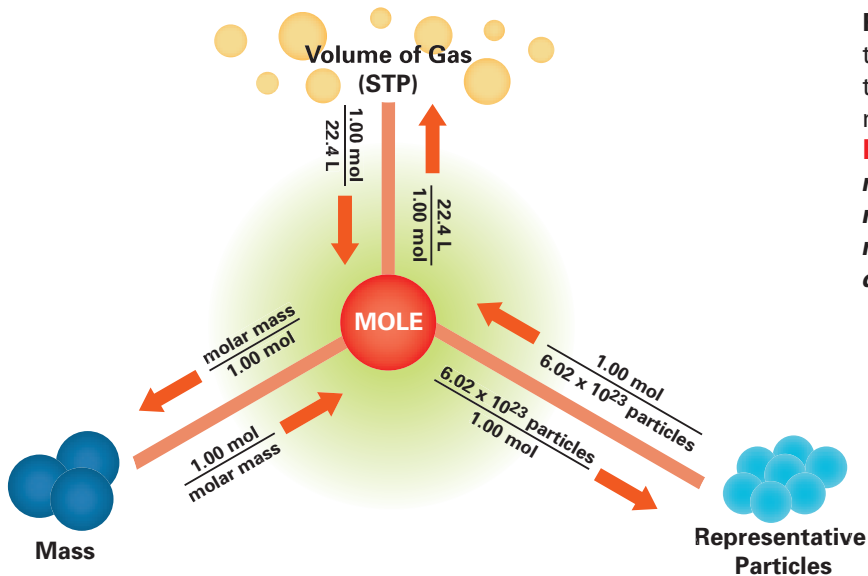 Volume of Gas
(STP)
1.00 mol
22.4 L
22.4 L
1.00 mol
MOLE
molar mass
1.00 mol
1.00 mol
molar mass
1.00 mol
6.02 x 10²³ particles
6.02 x 10²³ particles
1.00 mol
Mass
Representative
Particles